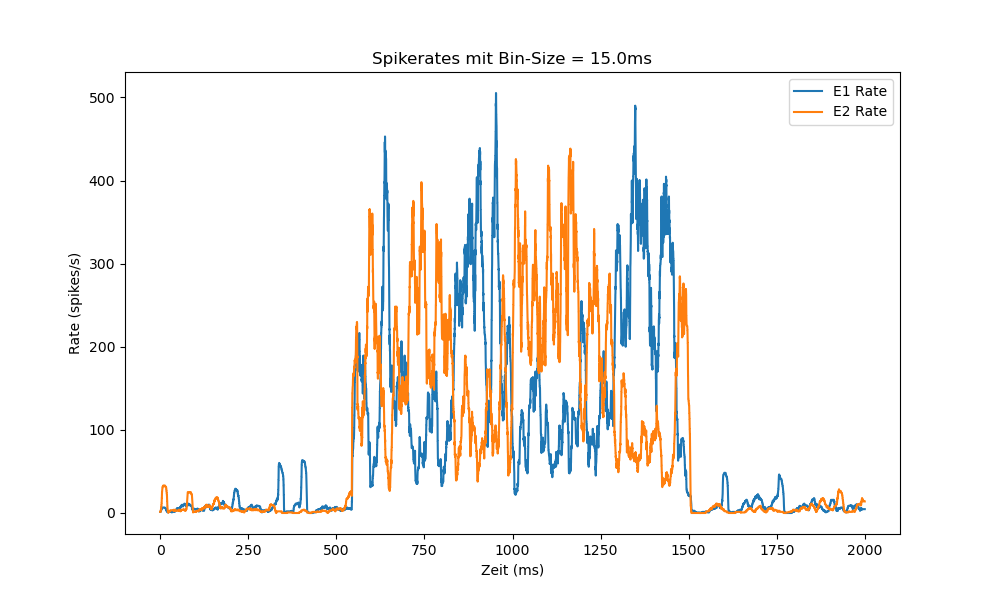 Spikerates mit Bin-Size = 15.0ms
E1 Rate
E2 Rate
Rate (spikes/s)
500
400
300
200
100
0
0 250 500 750 1000 1250 1500 1750 2000
Zeit (ms)